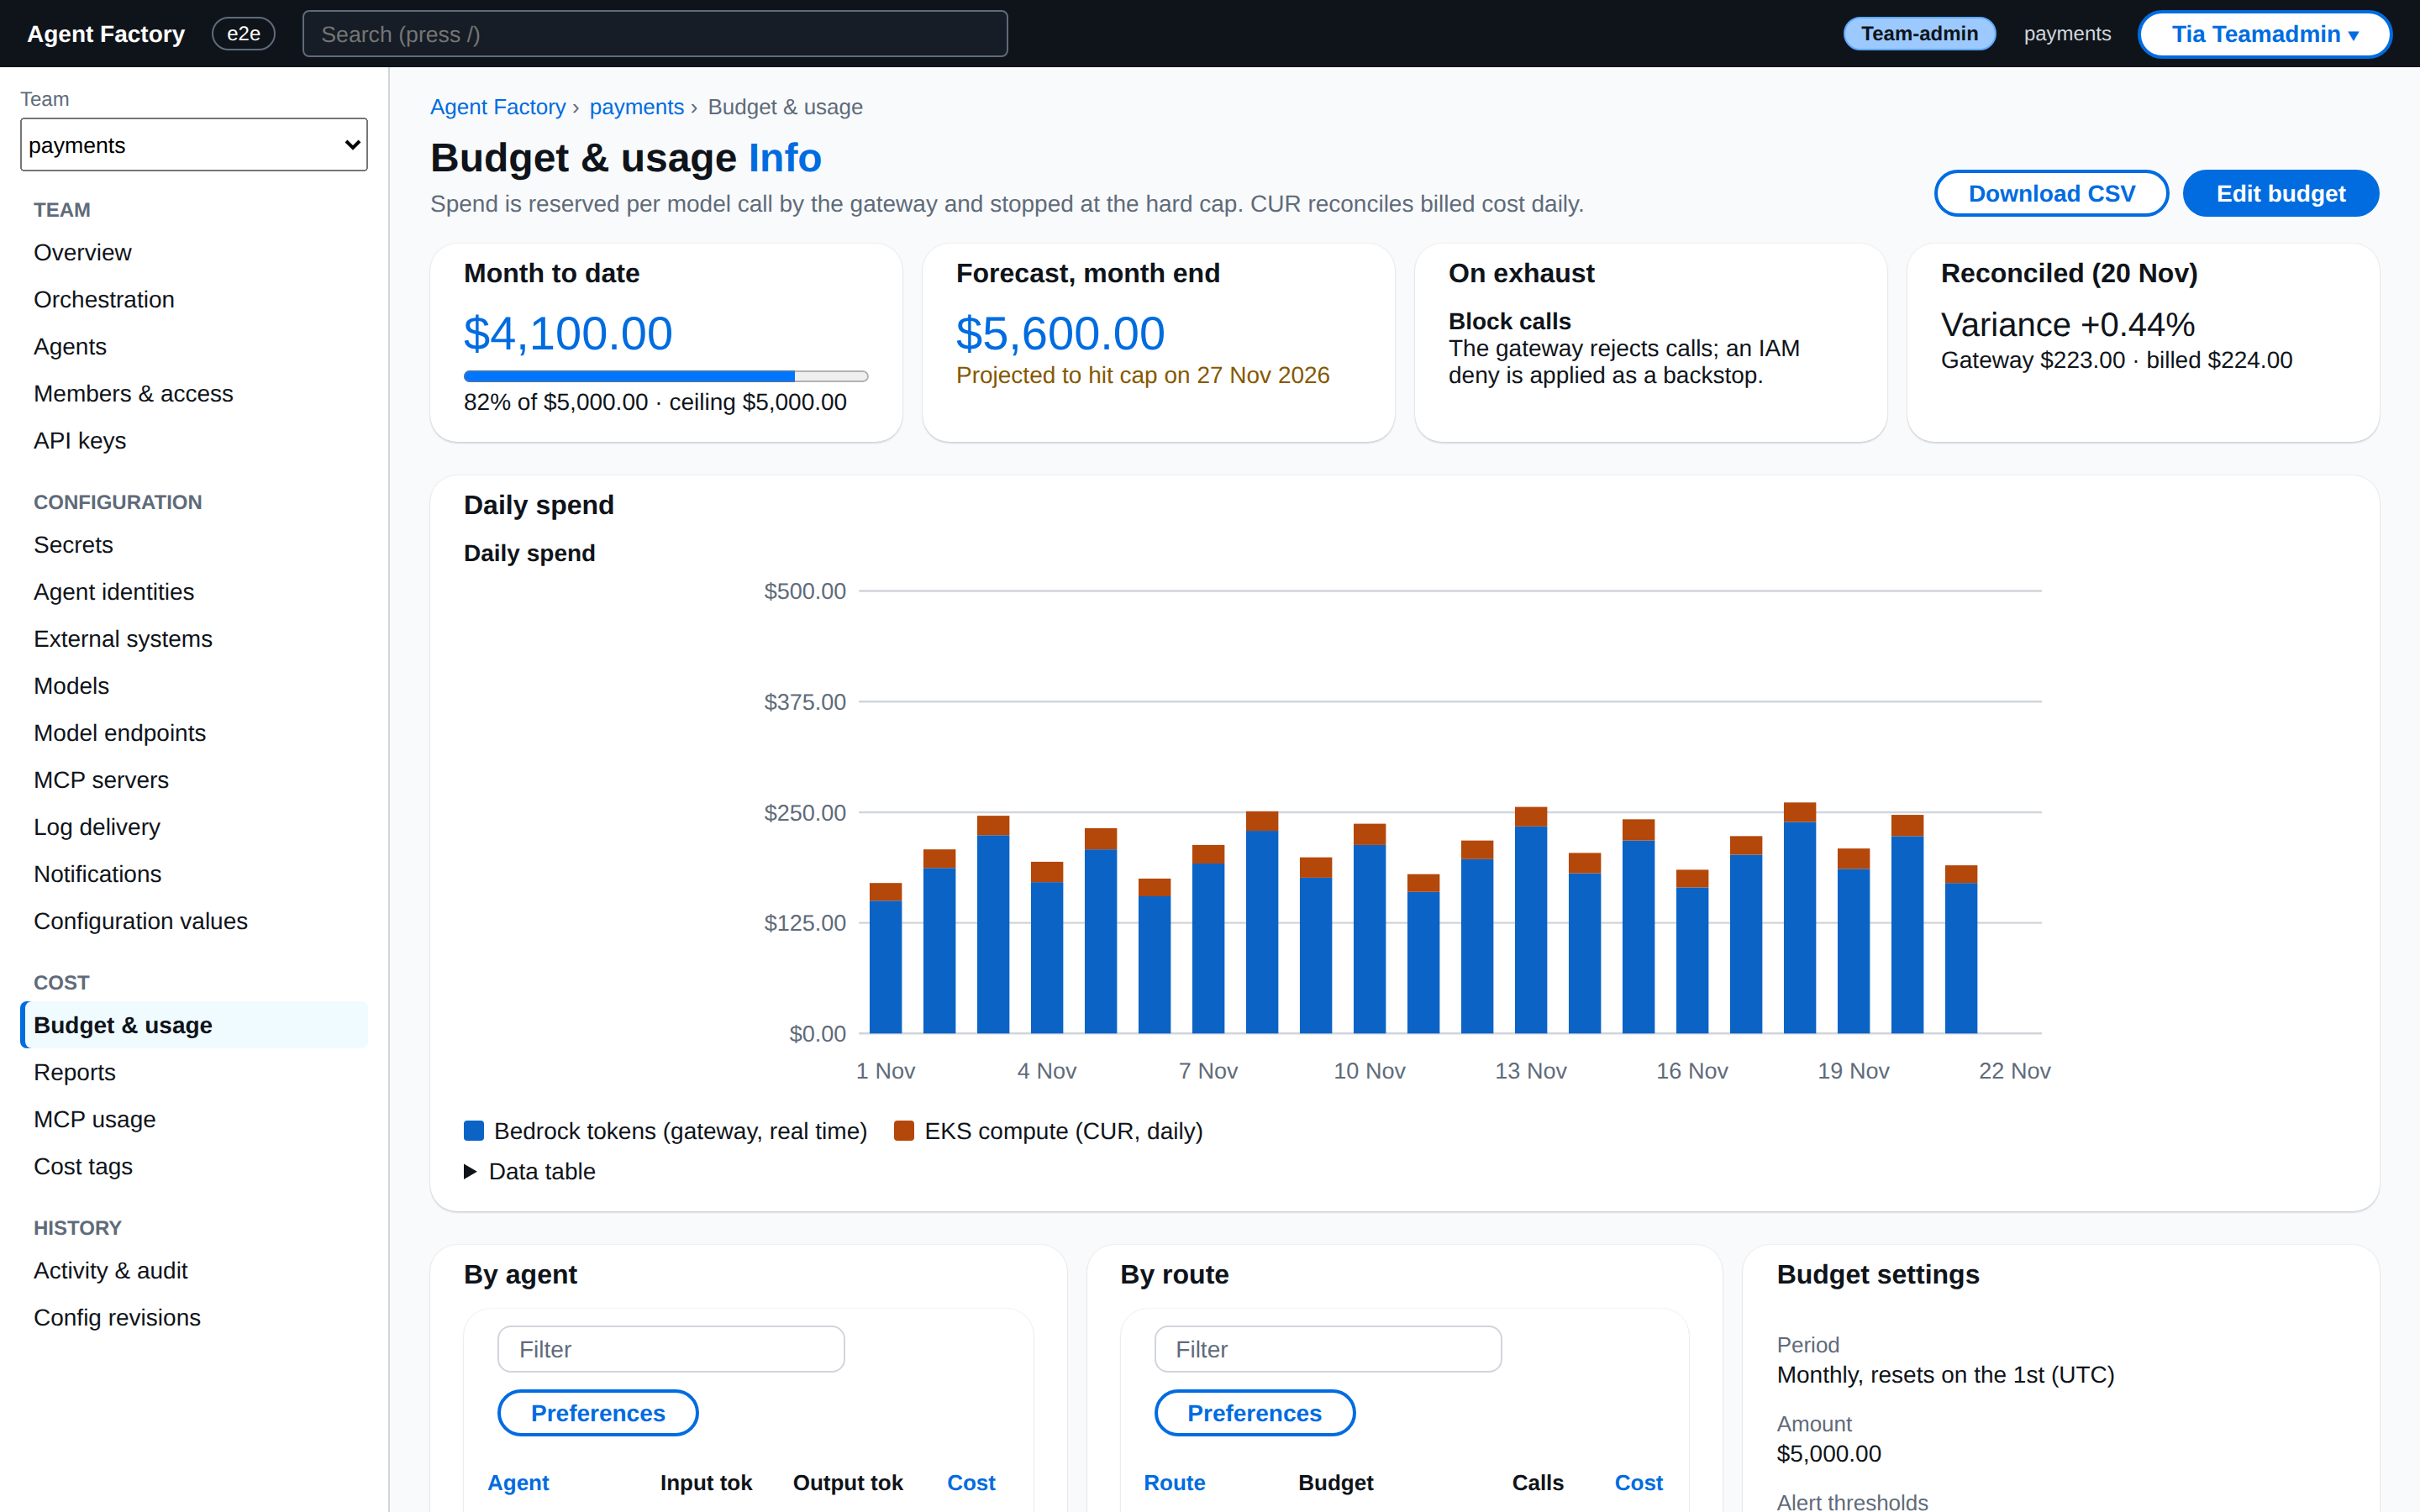 Agent Factory
e2e
Search (press /)
Team-admin
payments
Tia Teamadmin ▾
Team
payments
TEAM
Overview
Orchestration
Agents
Members & access
API keys
CONFIGURATION
Secrets
Agent identities
External systems
Models
Model endpoints
MCP servers
Log delivery
Notifications
Configuration values
COST
Budget & usage
Reports
MCP usage
Cost tags
HISTORY
Activity & audit
Config revisions
Agent Factory › payments › Budget & usage
Budget & usage Info
Spend is reserved per model call by the gateway and stopped at the hard cap. CUR reconciles billed cost daily.
Download CSV
Edit budget
Month to date
$4,100.00
82% of $5,000.00 · ceiling $5,000.00
Forecast, month end
$5,600.00
Projected to hit cap on 27 Nov 2026
On exhaust
Block calls
The gateway rejects calls; an IAM
deny is applied as a backstop.
Reconciled (20 Nov)
Variance +0.44%
Gateway $223.00 · billed $224.00
Daily spend
Daily spend
$500.00
$375.00
$250.00
$125.00
$0.00
1 Nov 4 Nov 7 Nov 10 Nov 13 Nov 16 Nov 19 Nov 22 Nov
Bedrock tokens (gateway, real time) EKS compute (CUR, daily)
Data table
By agent
Filter
Preferences
Agent Input tok Output tok Cost
By route
Filter
Preferences
Route Budget Calls Cost
Budget settings
Period
Monthly, resets on the 1st (UTC)
Amount
$5,000.00
Alert thresholds